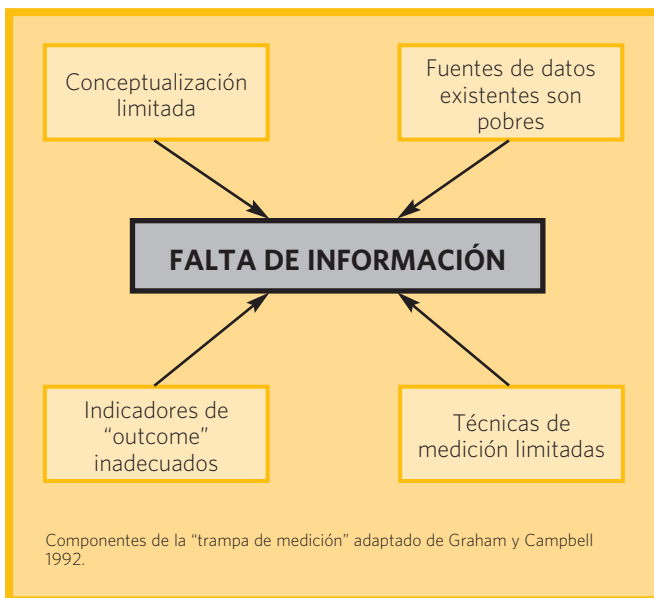 Conceptualización
limitada
Fuentes de datos
existentes son
pobres
FALTA DE INFORMACIÓN
Indicadores de
“outcome”
inadecuados
Técnicas de
medición limitadas
Componentes de la “trampa de medición” adaptado de Graham y Campbell
1992.